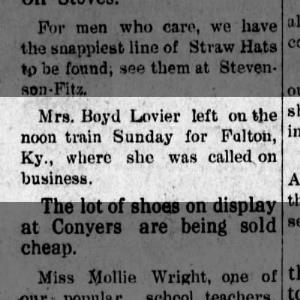 on Stoves.
For men who care, we have
the snappiest line of Straw Hats
to be found; see them at Steven-
son-Fitz.
Mrs. Boyd Lovier left on the
noon train Sunday for Fulton,
Ky., where she was called on
business.
The lot of shoes on display
at Conyers are being sold
cheap.
Miss Mollie Wright, one of
our popular school teachers,